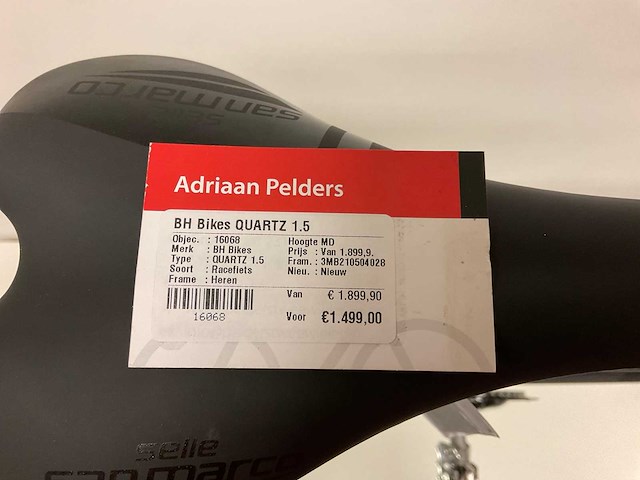 sanmarco
selle
Adriaan Pelders
BH Bikes QUARTZ 1.5
Objec. : 16068
Merk : BH Bikes
Type : QUARTZ 1.5
Soort : Racefiets
Frame : Heren
Hoogte MD
Prijs : Van 1.899,9.
Fram. : 3MB210504028
Nieu. : Nieuw
Van € 1.899,90
16068
Voor €1.499,00
selle
sanmarco